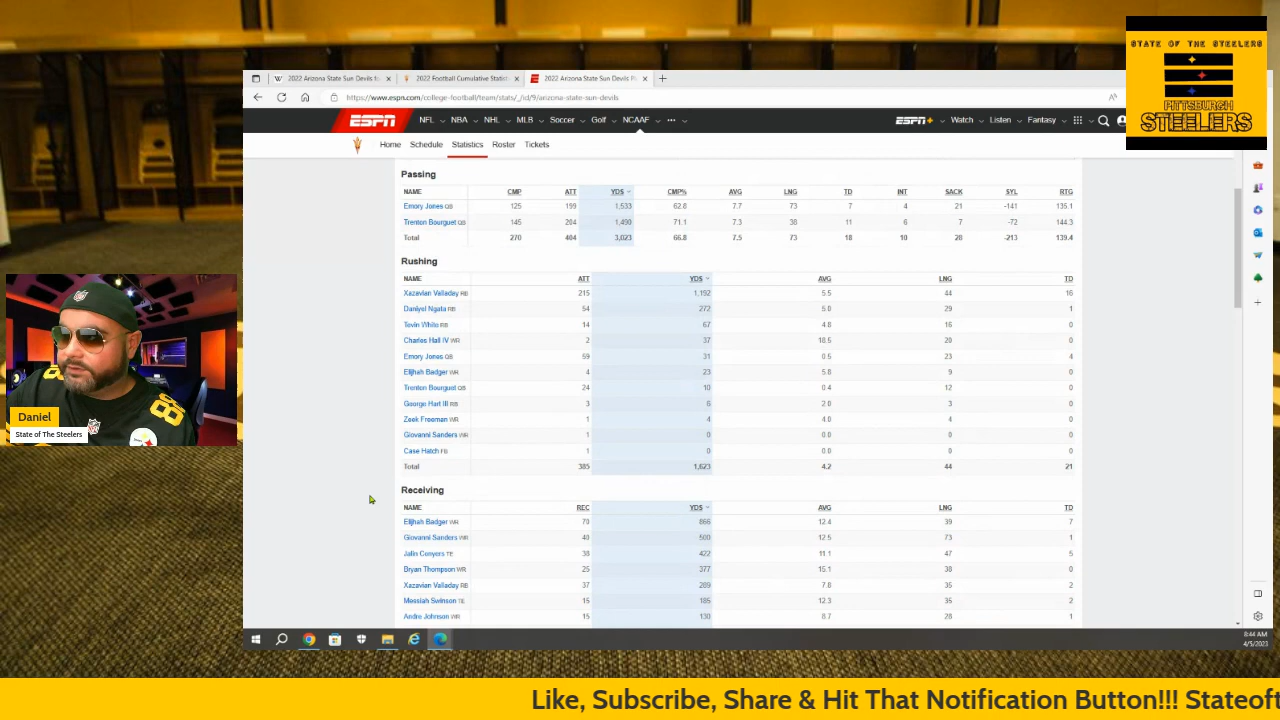 STATE OF THE STEELERS
PITTSBURGH
STEELERS
2022 Arizona State Sun Devils fo
2022 Football Cumulative Statisti
2022 Arizona State Sun Devils Pl
https://www.espn.com/college-football/team/stats/_/id/9/arizona-state-sun-devils
ESPN NFL NBA NHL MLB Soccer Golf NCAAF ••• ESPN+ Watch Listen Fantasy
Home Schedule Statistics Roster Tickets
Passing
NAME CMP ATT YDS CMP% AVG LNG TD INT SACK SYL RTG
Emory Jones QB 125 199 1,533 62.8 7.7 73 7 4 21 -141 135.1
Trenton Bourguet QB 145 204 1,490 71.1 7.3 38 11 6 7 -72 144.3
Total 270 404 3,023 66.8 7.5 73 18 10 28 -213 139.4
Rushing
NAME ATT YDS AVG LNG TD
Xazavian Valladay RB 215 1,192 5.5 44 16
Daniyel Ngata RB 54 272 5.0 29 1
Tevin White RB 14 67 4.8 16 0
Charles Hall IV WR 2 37 18.5 20 0
Emory Jones QB 59 31 0.5 23 4
Elijhah Badger WR 4 23 5.8 9 0
Trenton Bourguet QB 24 10 0.4 12 0
George Hart III RB 3 6 2.0 3 0
Zeek Freeman WR 1 4 4.0 4 0
Giovanni Sanders WR 1 0 0.0 0 0
Case Hatch FB 1 0 0.0 0 0
Total 385 1,623 4.2 44 21
Receiving
NAME REC YDS AVG LNG TD
Elijhah Badger WR 70 866 12.4 39 7
Giovanni Sanders WR 40 500 12.5 73 1
Jalin Conyers TE 38 422 11.1 47 5
Bryan Thompson WR 25 377 15.1 38 0
Xazavian Valladay RB 37 289 7.8 35 2
Messiah Swinson TE 15 185 12.3 35 2
Andre Johnson WR 15 130 8.7 28 1
8:44 AM
4/5/2023
NFL
Daniel
State of The Steelers
Like, Subscribe, Share & Hit That Notification Button!!! Stateoft